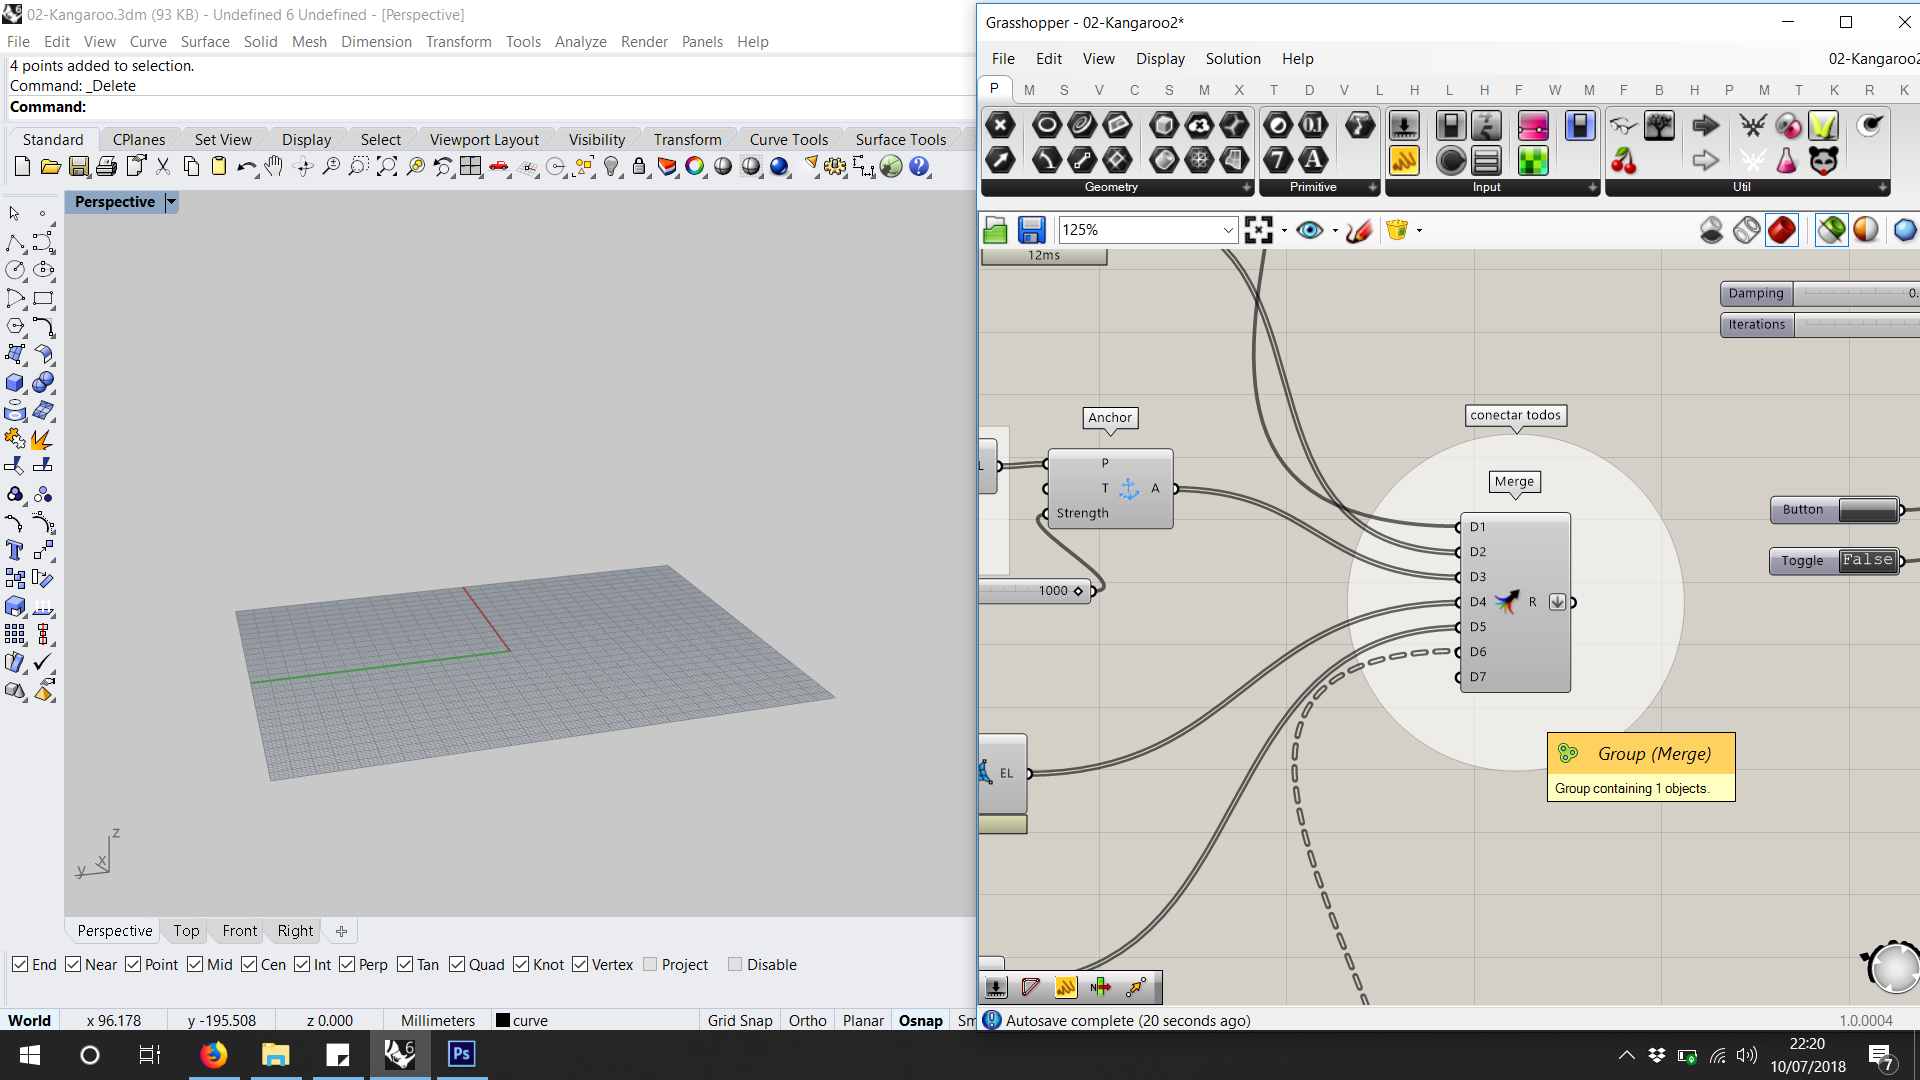 02-Kangaroo.3dm (93 KB) - Undefined 6 Undefined - [Perspective]
File Edit View Curve Surface Solid Mesh Dimension Transform Tools Analyze Render Panels Help
4 points added to selection.
Command: _Delete
Command:
Standard CPlanes Set View Display Select Viewport Layout Visibility Transform Curve Tools Surface Tools
Perspective
z
x
y
Perspective Top Front Right
End Near Point Mid Cen Int Perp Tan Quad Knot Vertex Project Disable
World x 96.178 y -195.508 z 0.000 Millimeters curve Grid Snap Ortho Planar Osnap Sm
Grasshopper - 02-Kangaroo2*
File Edit View Display Solution Help 02-Kangaroo2
P M S V C S M X T D V L H L H F W M F B H P M T K R K
Geometry Primitive Input Util
125%
12ms
Damping 0.
Iterations
Anchor
conectar todos
Merge
L
P
T A
Strength
1000
D1
D2
D3
D4 R
D5
D6
D7
Button
Toggle False
EL
Group (Merge)
Group containing 1 objects.
Autosave complete (20 seconds ago) 1.0.0004
6
Ps
22:20
10/07/2018
7